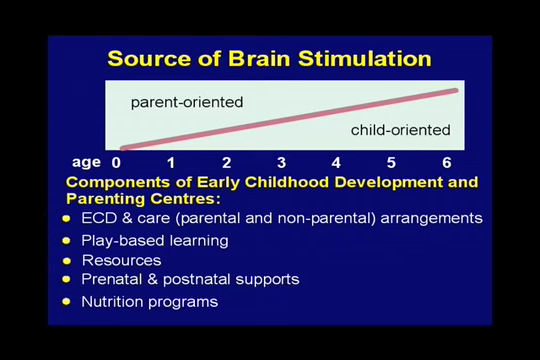 Source of Brain Stimulation
parent-oriented
child-oriented
age 0 1 2 3 4 5 6
Components of Early Childhood Development and
Parenting Centres:
ECD & care (parental and non-parental) arrangements
Play-based learning
Resources
Prenatal & postnatal supports
Nutrition programs